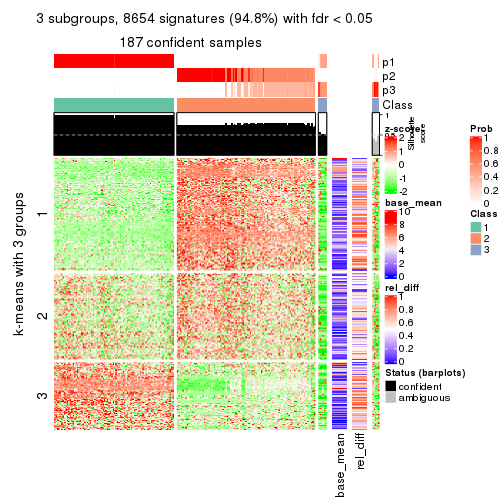 3 subgroups, 8654 signatures (94.8%) with fdr < 0.05
187 confident samples
p1
p2
p3
Class
1
Silhouette
score
z-score
2
1
0
-1
-2
base_mean
10
8
6
4
2
0
rel_diff
1
0.8
0.6
0.4
0.2
0
Status (barplots)
confident
ambiguous
Prob
1
0.8
0.6
0.4
0.2
0
Class
1
2
3
k-means with 3 groups
1
2
3
base_mean
rel_diff